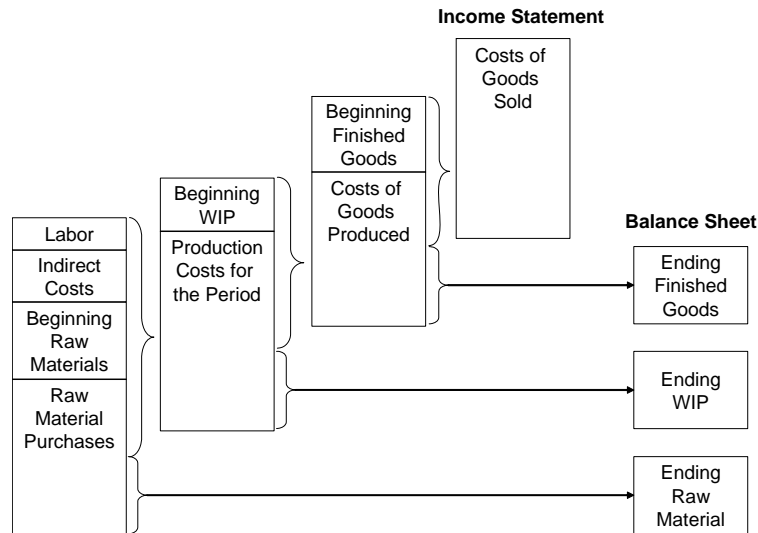 Income Statement
Costs of
Goods
Sold
Beginning
Finished
Goods
Costs of
Goods
Produced
Beginning
WIP
Production
Costs for
the Period
Labor
Indirect
Costs
Beginning
Raw
Materials
Raw
Material
Purchases
Balance Sheet
Ending
Finished
Goods
Ending
WIP
Ending
Raw
Material